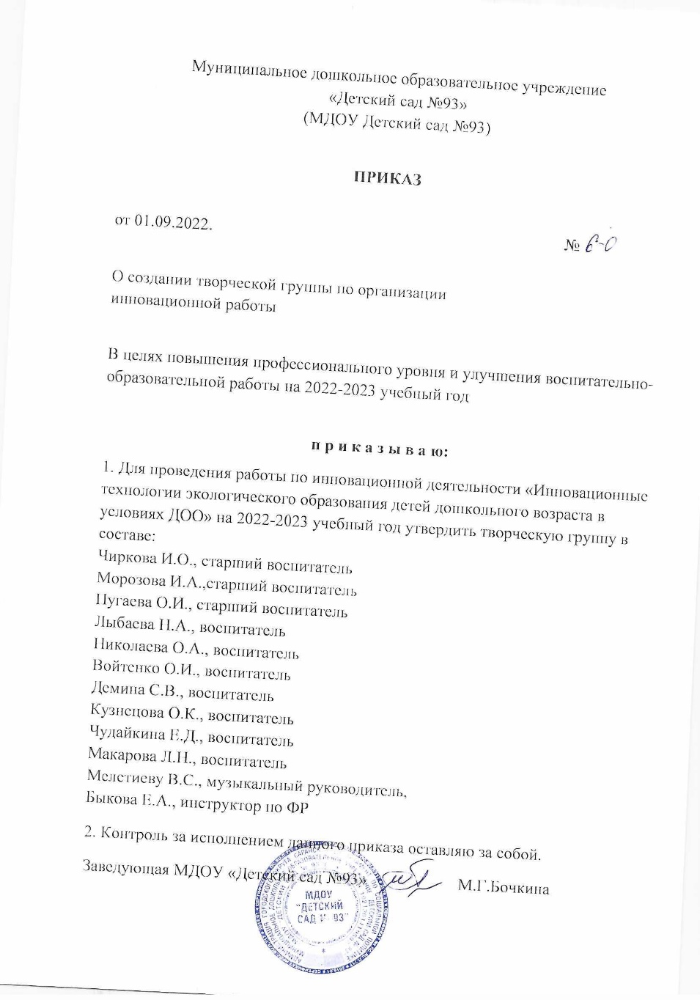 Муниципальное дошкольное образовательное учреждение
«Детский сад №93»
(МДОУ Детский сад №93)
ПРИКАЗ
от 01.09.2022.
№ 6-О
О создании творческой группы по организации
инновационной работы
В целях повышения профессионального уровня и улучшения воспитательно-
образовательной работы на 2022-2023 учебный год
п р и к а з ы в а ю:
1. Для проведения работы по инновационной деятельности «Инновационные
технологии экологического образования детей дошкольного возраста в
условиях ДОО» на 2022-2023 учебный год утвердить творческую группу в
составе:
Чиркова И.О., старший воспитатель
Морозова И.А.,старший воспитатель
Пугаева О.И., старший воспитатель
Лыбаева Н.А., воспитатель
Николаева О.А., воспитатель
Войтенко О.И., воспитатель
Демина С.В., воспитатель
Кузнецова О.К., воспитатель
Чудайкина Е.Д., воспитатель
Макарова Л.Н., воспитатель
Мелетиеву В.С., музыкальный руководитель,
Быкова Е.А., инструктор по ФР
2. Контроль за исполнением данного приказа оставляю за собой.
Заведующая МДОУ «Детский сад №93» М.Г.Бочкина
МДОУ
"ДЕТСКИЙ
САД № 93"